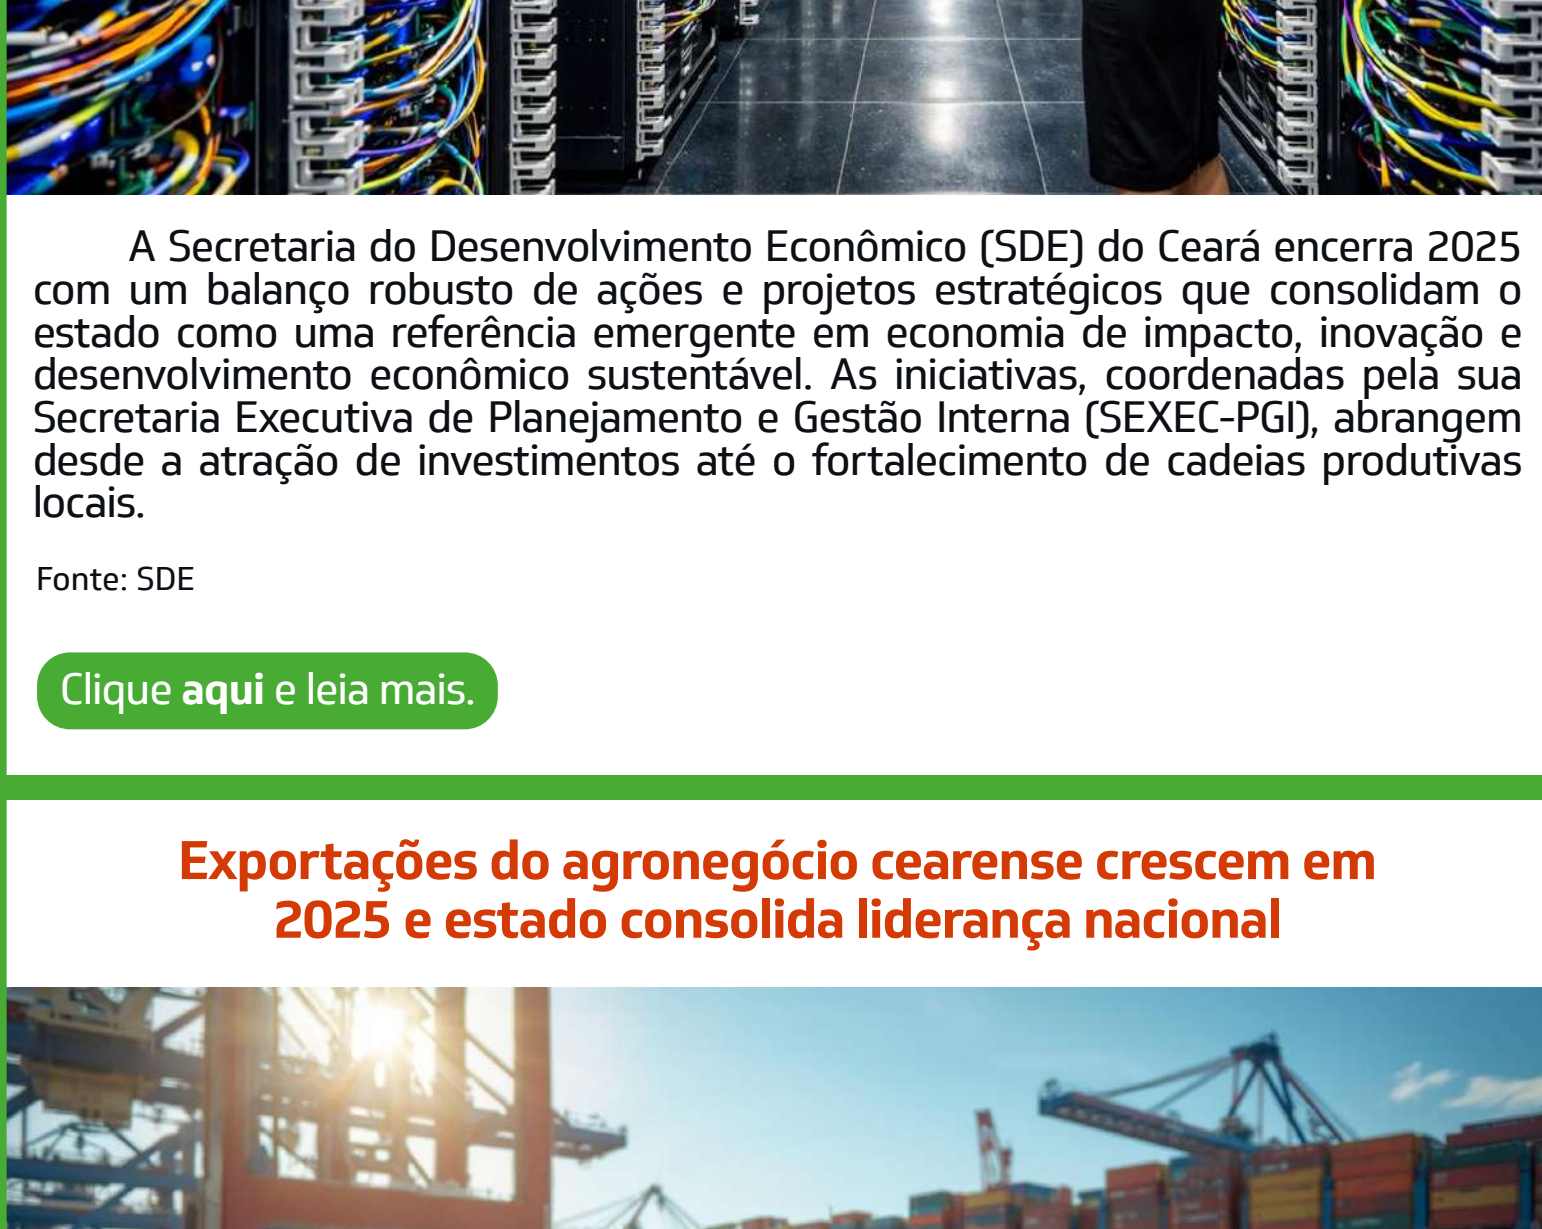 A Secretaria do Desenvolvimento Econômico (SDE) do Ceará encerra 2025
com um balanço robusto de ações e projetos estratégicos que consolidam o
estado como uma referência emergente em economia de impacto, inovação e
desenvolvimento econômico sustentável. As iniciativas, coordenadas pela sua
Secretaria Executiva de Planejamento e Gestão Interna (SEXEC-PGI), abrangem
desde a atração de investimentos até o fortalecimento de cadeias produtivas
locais.
Fonte: SDE
Clique aqui e leia mais.
Exportações do agronegócio cearense crescem em
2025 e estado consolida liderança nacional